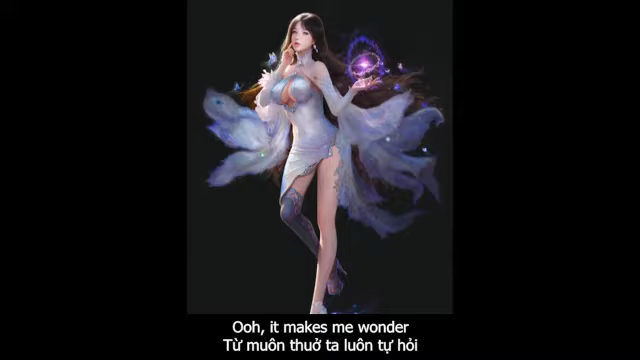 Ooh, it makes me wonder
Từ muôn thuở ta luôn tự hỏi